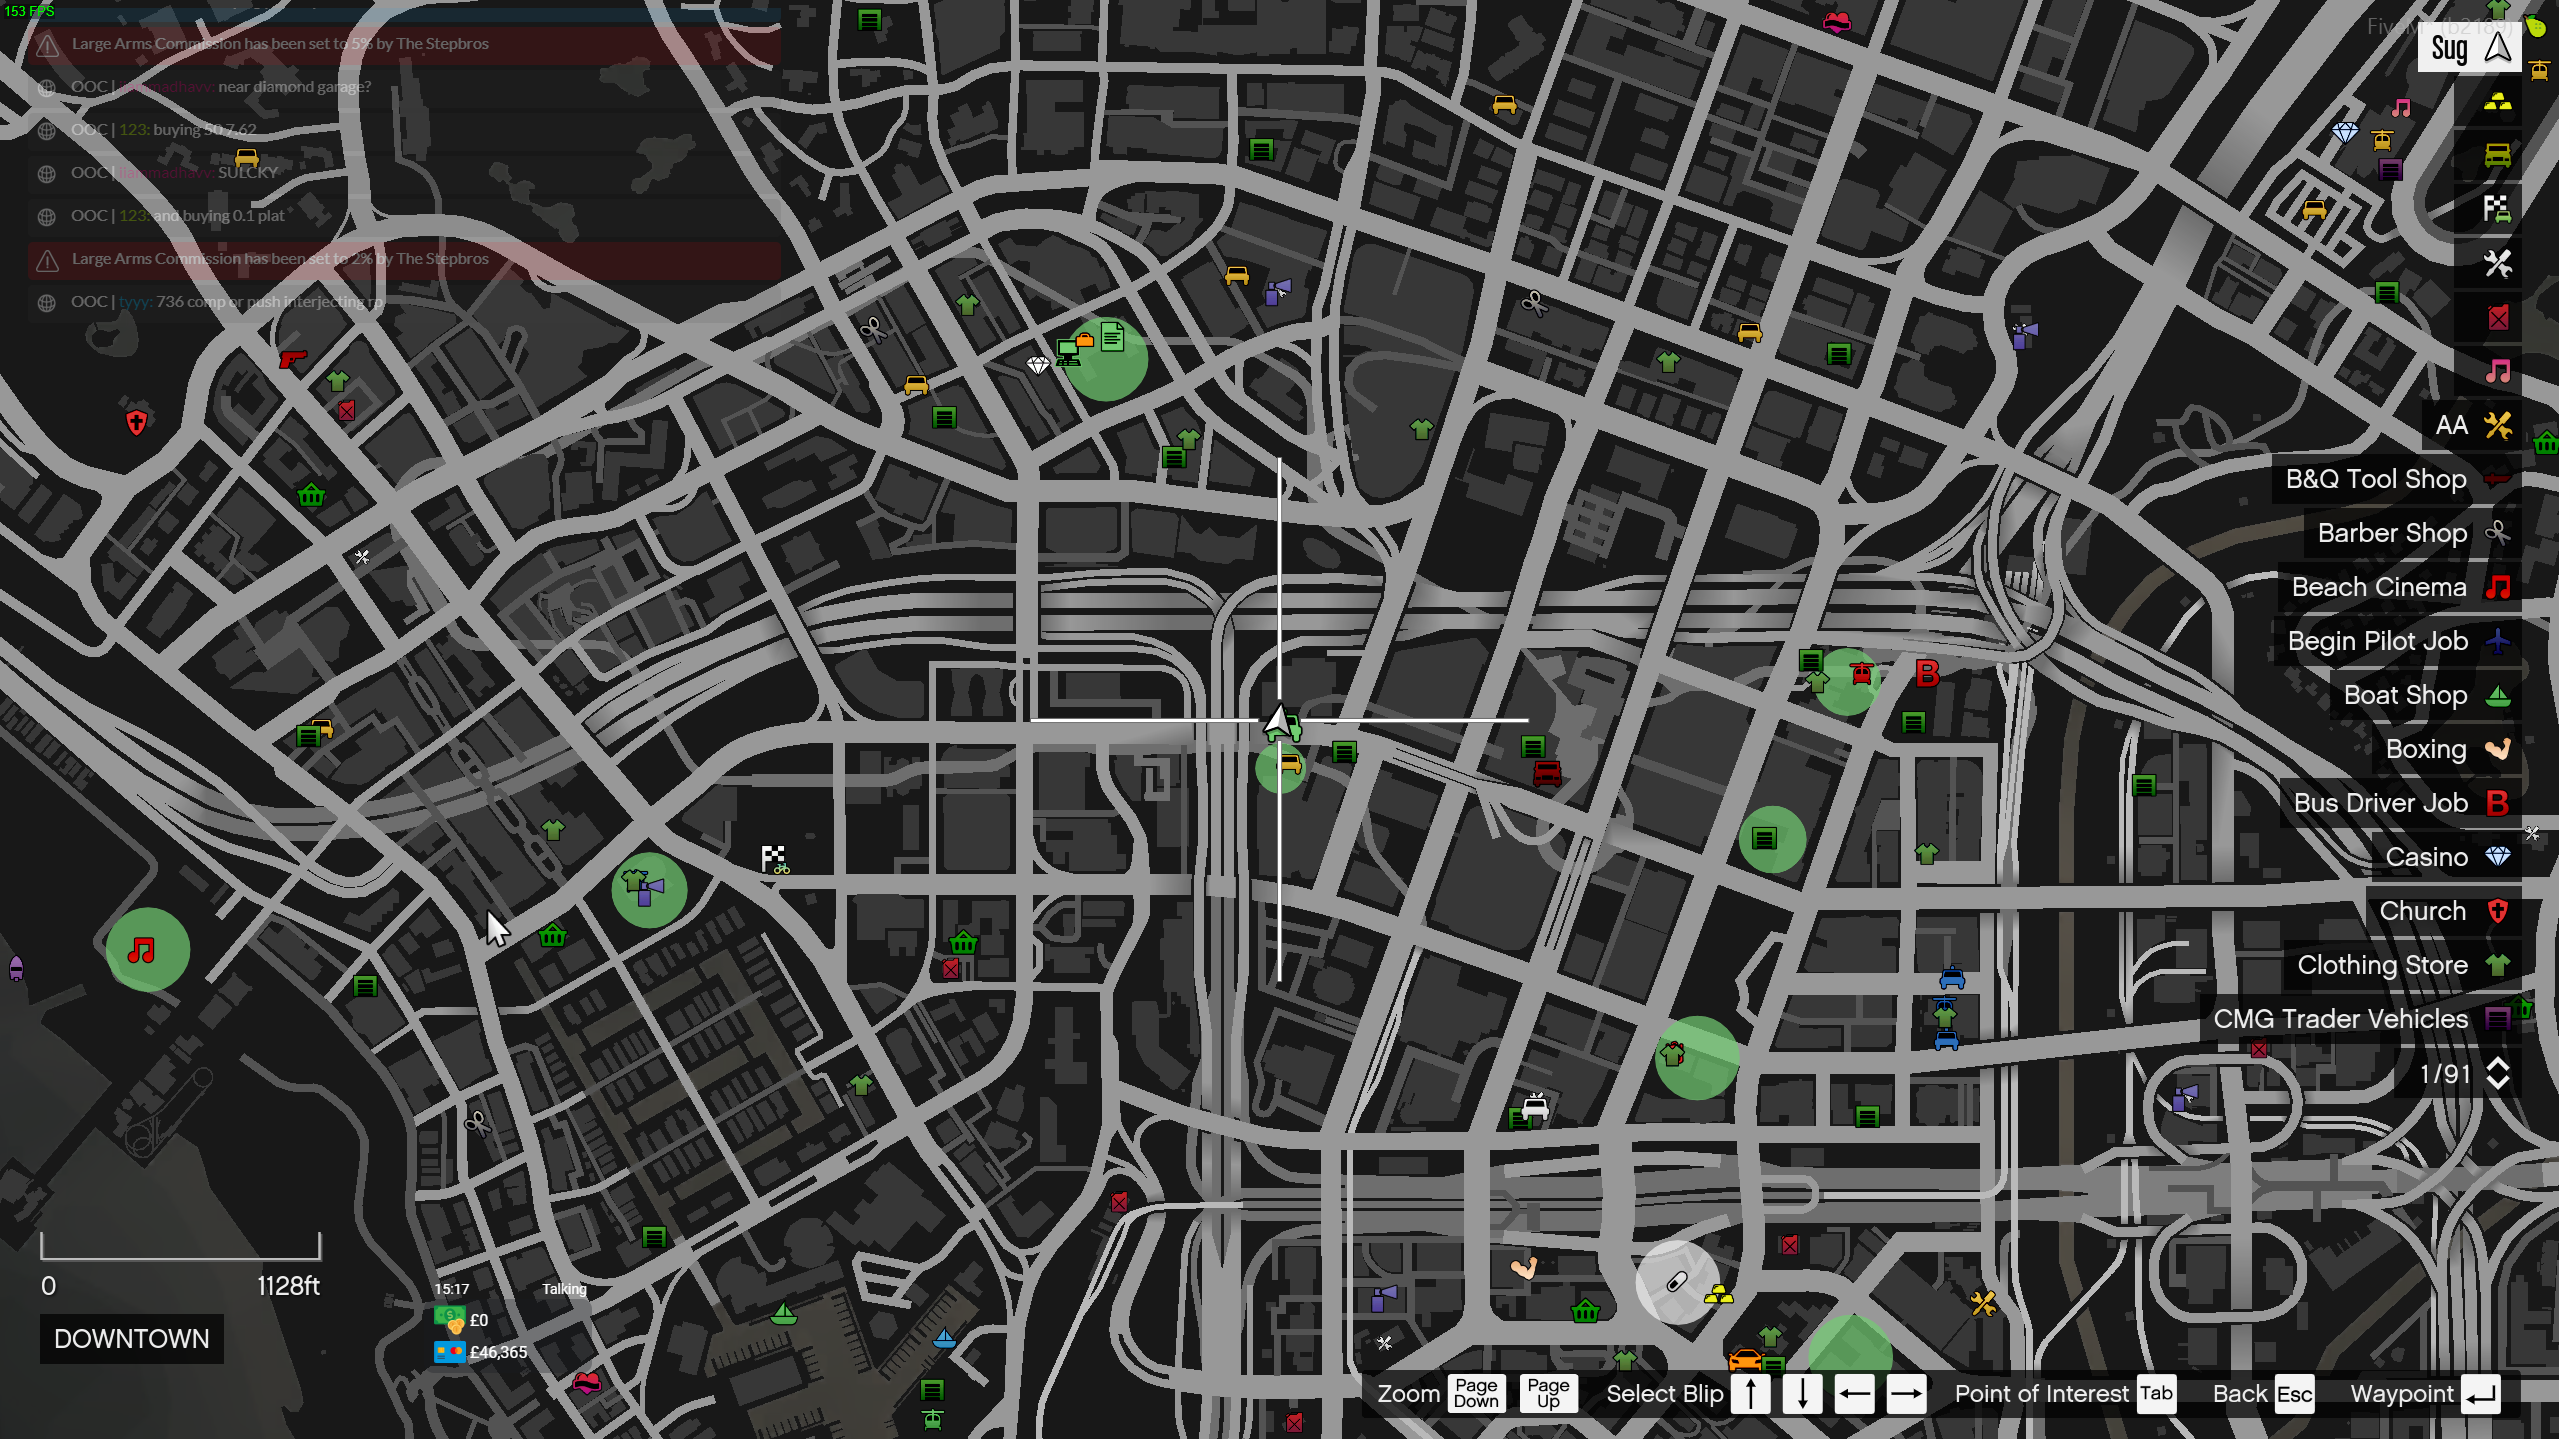 153 FPS
Large Arms Commission has been set to 5% by The Stepbros
OOC | jammadhavv: near diamond garage?
OOC | 123: buying 50 7.62
OOC | jammadhavv: SULCKY
OOC | 123: and buying 0.1 plat
Large Arms Commission has been set to 2% by The Stepbros
OOC | tyyy: 736 comp or push interjecting rp
Sug
AA
B&Q Tool Shop
Barber Shop
Beach Cinema
Begin Pilot Job
Boat Shop
Boxing
Bus Driver Job
B
Casino
Church
Clothing Store
CMG Trader Vehicles
1/91
B
0
1128ft
DOWNTOWN
15:17
Talking
£0
£46,365
Zoom Page Down Page Up Select Blip Point of Interest Tab Back Esc Waypoint